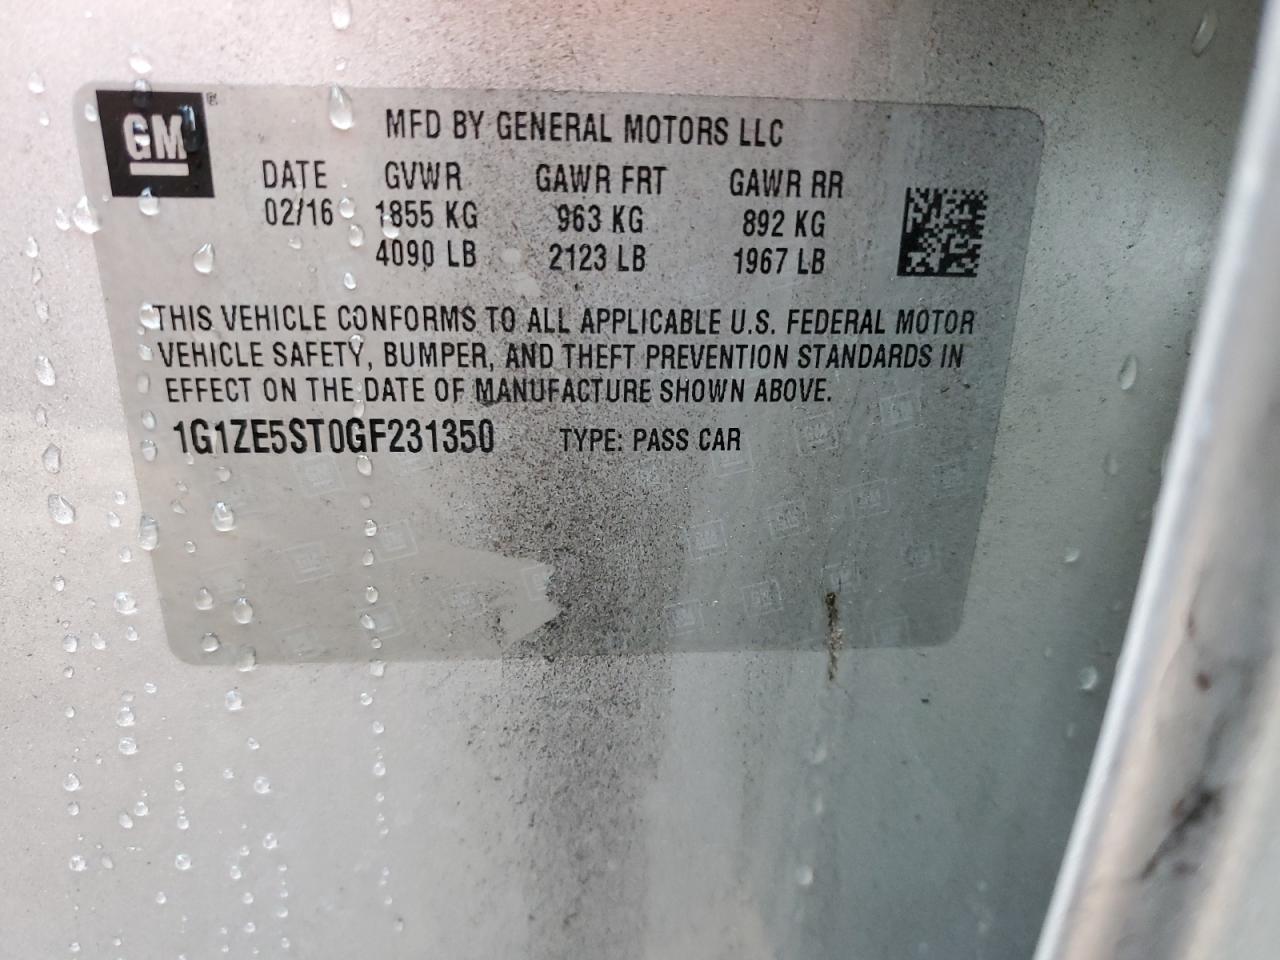 GM®
MFD BY GENERAL MOTORS LLC
DATE GVWR GAWR FRT GAWR RR
02/16 1855 KG 963 KG 892 KG
4090 LB 2123 LB 1967 LB
THIS VEHICLE CONFORMS TO ALL APPLICABLE U.S. FEDERAL MOTOR
VEHICLE SAFETY, BUMPER, AND THEFT PREVENTION STANDARDS IN
EFFECT ON THE DATE OF MANUFACTURE SHOWN ABOVE.
1G1ZE5ST0GF231350 TYPE: PASS CAR